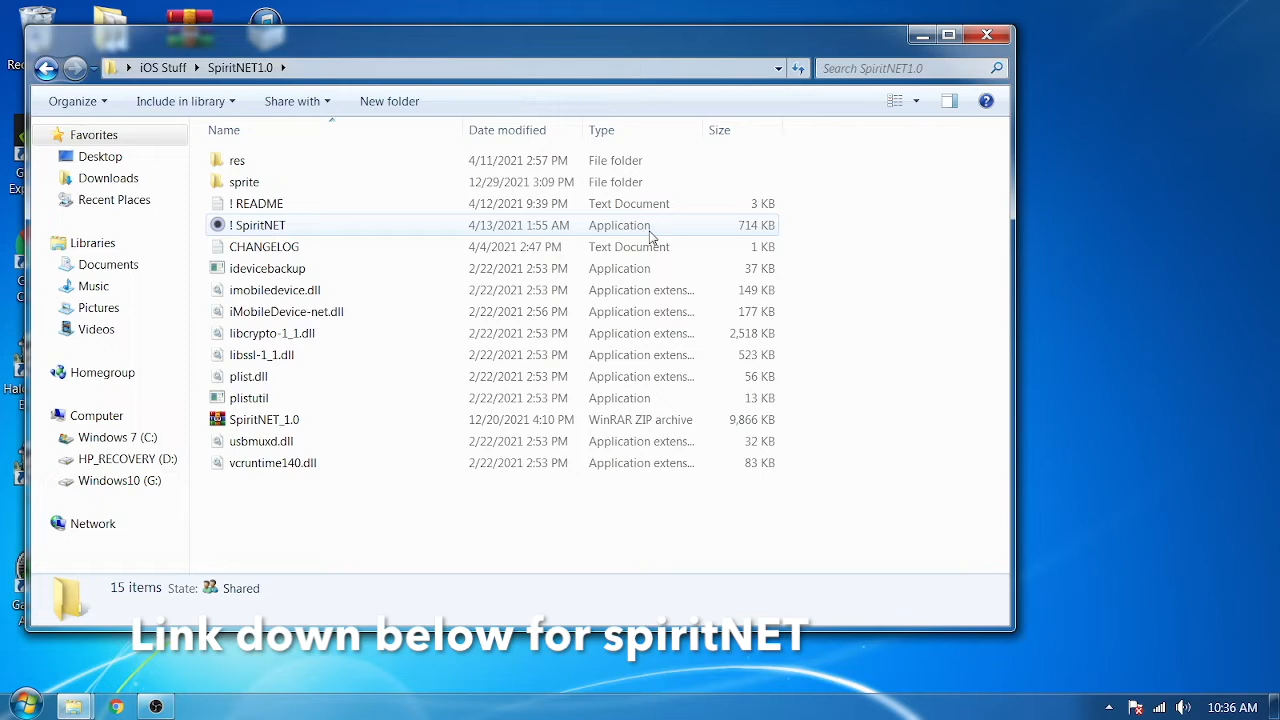 Rec
iOS Stuff SpiritNET1.0
Search SpiritNET1.0
Organize Include in library Share with New folder
Name Date modified Type Size
Favorites
Desktop
Downloads
Recent Places
Libraries
Documents
Music
Pictures
Videos
Homegroup
Computer
Windows 7 (C:)
HP_RECOVERY (D:)
Windows10 (G:)
Network
res 4/11/2021 2:57 PM File folder
sprite 12/29/2021 3:09 PM File folder
! README 4/12/2021 9:39 PM Text Document 3 KB
! SpiritNET 4/13/2021 1:55 AM Application 714 KB
CHANGELOG 4/4/2021 2:47 PM Text Document 1 KB
idevicebackup 2/22/2021 2:53 PM Application 37 KB
imobiledevice.dll 2/22/2021 2:53 PM Application extens... 149 KB
iMobileDevice-net.dll 2/22/2021 2:56 PM Application extens... 177 KB
libcrypto-1_1.dll 2/22/2021 2:53 PM Application extens... 2,518 KB
libssl-1_1.dll 2/22/2021 2:53 PM Application extens... 523 KB
plist.dll 2/22/2021 2:53 PM Application extens... 56 KB
plistutil 2/22/2021 2:53 PM Application 13 KB
SpiritNET_1.0 12/20/2021 4:10 PM WinRAR ZIP archive 9,866 KB
usbmuxd.dll 2/22/2021 2:53 PM Application extens... 32 KB
vcruntime140.dll 2/22/2021 2:53 PM Application extens... 83 KB
15 items State: Shared
Link down below for spiritNET
10:36 AM